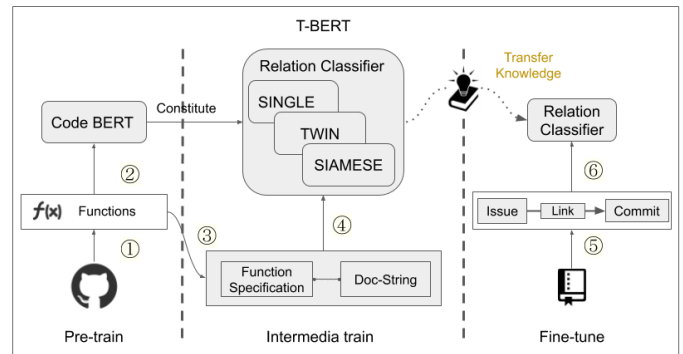 T-BERT
Relation Classifier
SINGLE
TWIN
SIAMESE
Transfer
Knowledge
Code BERT
Constitute
Relation
Classifier
②
⑥
f(x) Functions
③
④
Issue
Link
Commit
①
⑤
Function
Specification
Doc-String
Pre-train
Intermedia train
Fine-tune